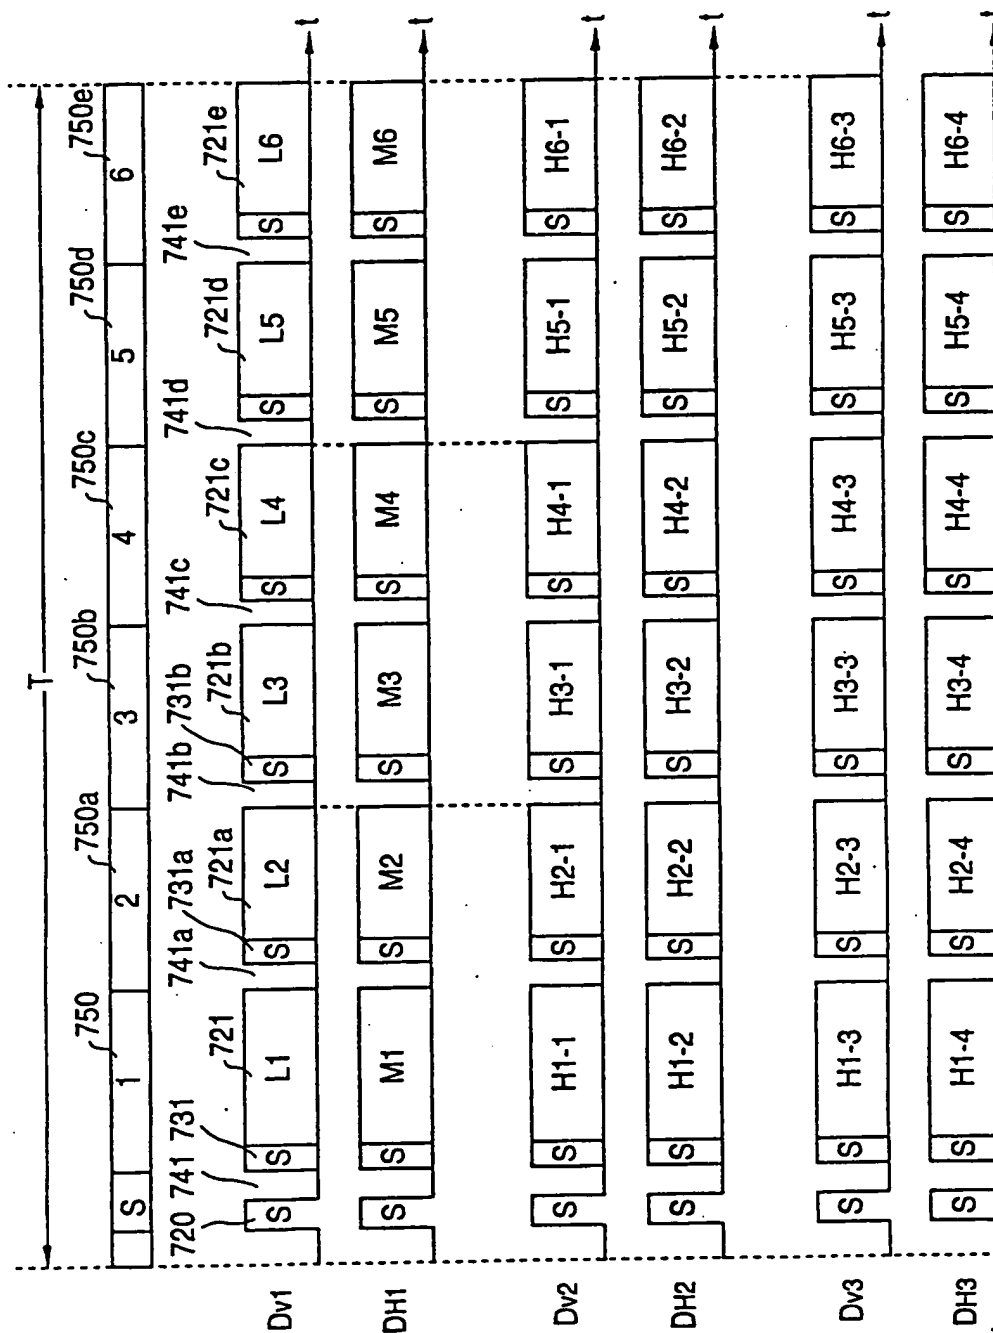 T
750 750a 750b 750c 750d 750e
S 1 2 3 4 5 6
720 741 731 721 741a 731a 721a 741b 731b 721b 741c 721c 741d 721d 741e 721e
Dv1 S S L1 S L2 S L3 S L4 S L5 S L6 t
DH1 S S M1 S M2 S M3 S M4 S M5 S M6 t
Dv2 S S H1-1 S H2-1 S H3-1 S H4-1 S H5-1 S H6-1 t
DH2 S S H1-2 S H2-2 S H3-2 S H4-2 S H5-2 S H6-2 t
Dv3 S S H1-3 S H2-3 S H3-3 S H4-3 S H5-3 S H6-3 t
DH3 S S H1-4 S H2-4 S H3-4 S H4-4 S H5-4 S H6-4 t